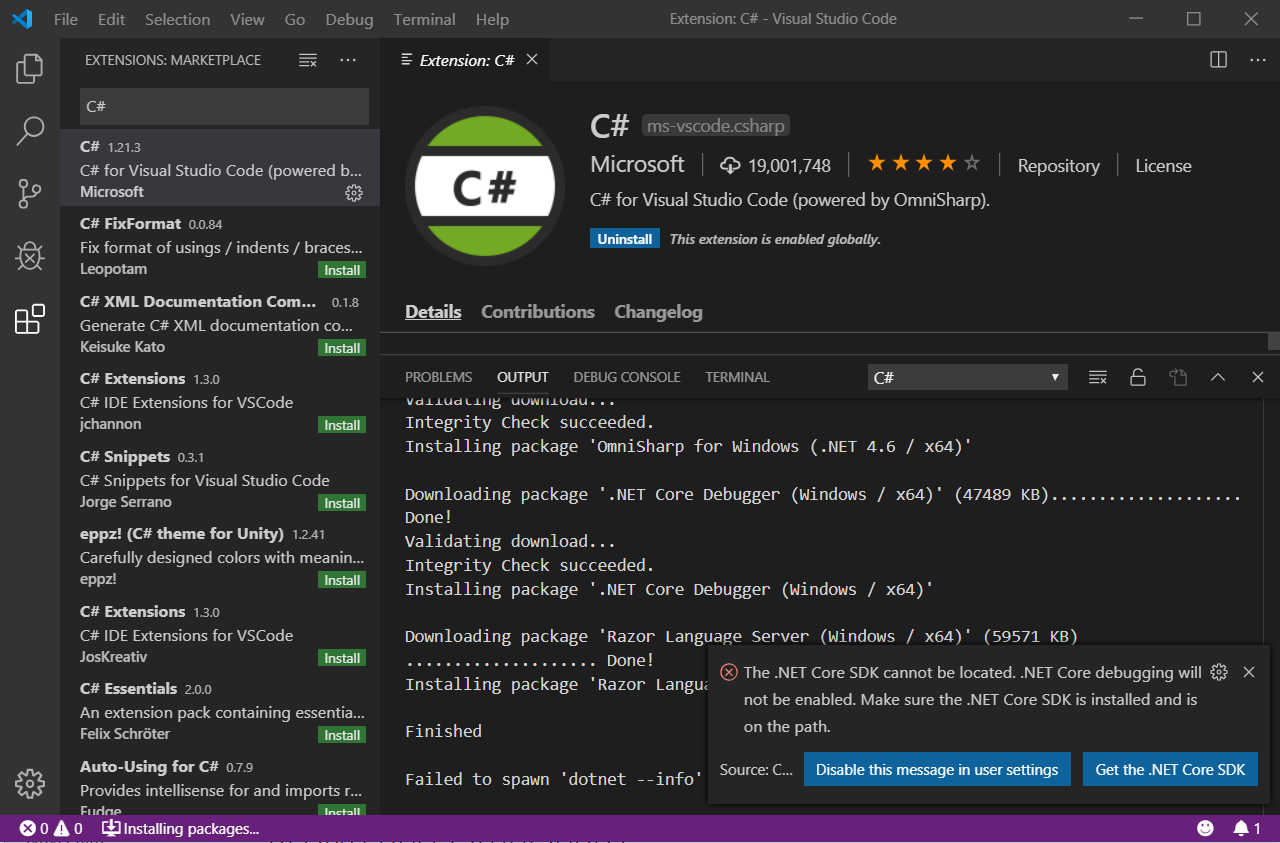 File Edit Selection View Go Debug Terminal Help
Extension: C# - Visual Studio Code
EXTENSIONS: MARKETPLACE
C#
C# 1.21.3
C# for Visual Studio Code (powered b...
Microsoft
C# FixFormat 0.0.84
Fix format of usings / indents / braces...
Leopotam Install
C# XML Documentation Com... 0.1.8
Generate C# XML documentation co...
Keisuke Kato Install
C# Extensions 1.3.0
C# IDE Extensions for VSCode
jchannon Install
C# Snippets 0.3.1
C# Snippets for Visual Studio Code
Jorge Serrano Install
eppz! (C# theme for Unity) 1.2.41
Carefully designed colors with meanin...
eppz! Install
C# Extensions 1.3.0
C# IDE Extensions for VSCode
JosKreativ Install
C# Essentials 2.0.0
An extension pack containing essentia...
Felix Schröter Install
Auto-Using for C# 0.7.9
Provides intellisense for and imports r...
Fudge Install
Extension: C#
C#
C# ms-vscode.csharp
Microsoft 19,001,748 Repository License
C# for Visual Studio Code (powered by OmniSharp).
Uninstall This extension is enabled globally.
Details Contributions Changelog
PROBLEMS OUTPUT DEBUG CONSOLE TERMINAL C#
Validating download...
Integrity Check succeeded.
Installing package 'OmniSharp for Windows (.NET 4.6 / x64)'
Downloading package '.NET Core Debugger (Windows / x64)' (47489 KB)....................
Done!
Validating download...
Integrity Check succeeded.
Installing package '.NET Core Debugger (Windows / x64)'
Downloading package 'Razor Language Server (Windows / x64)' (59571 KB)
.................... Done!
Installing package 'Razor Langu
Finished
Failed to spawn 'dotnet --info'
The .NET Core SDK cannot be located. .NET Core debugging will
not be enabled. Make sure the .NET Core SDK is installed and is
on the path.
Source: C... Disable this message in user settings Get the .NET Core SDK
0 0 Installing packages... 1